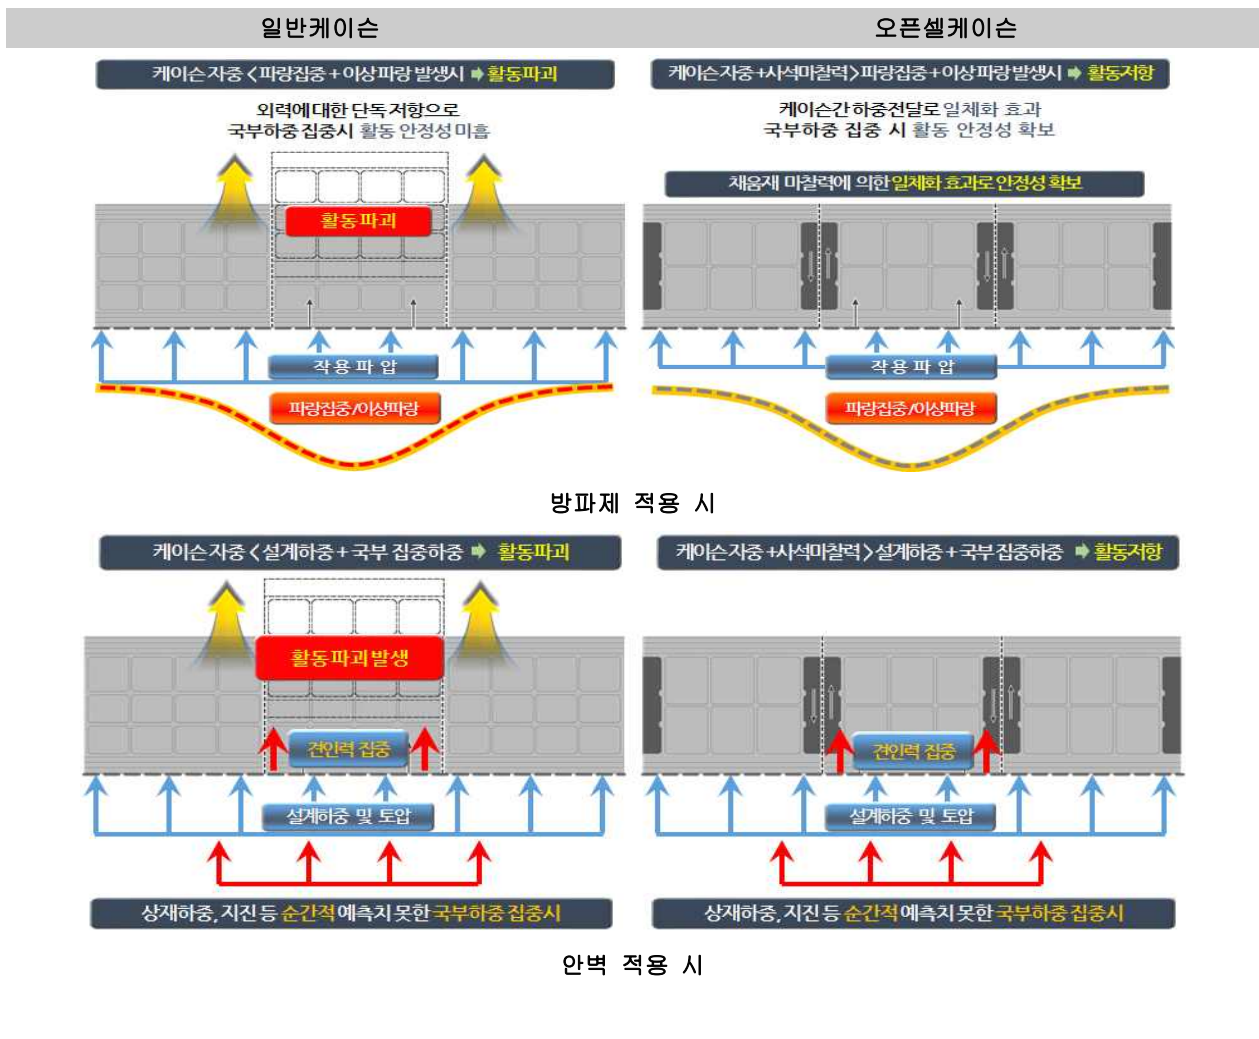 일반케이슨
오픈셀케이슨
케이슨자중 < 파랑집중 + 이상파랑 발생시 활동파괴
외력에 대한 단독 저항으로
국부하중 집중시 활동 안정성 미흡
활동파괴
작용파압
파랑집중/이상파랑
케이슨자중 +사석마찰력 > 파랑집중 + 이상파랑 발생시 활동저항
케이슨간 하중전달로 일체화 효과
국부하중 집중 시 활동 안정성 확보
채움재 마찰력에 의한 일체화 효과로 안정성 확보
작용파압
파랑집중/이상파랑
방파제 적용 시
케이슨자중 < 설계하중 + 국부 집중하중 활동파괴
활동파괴발생
견인력 집중
설계하중 및 토압
상재하중, 지진 등 순간적 예측치 못한 국부하중 집중시
케이슨자중 +사석마찰력 > 설계하중 + 국부 집중하중 활동저항
견인력 집중
설계하중 및 토압
상재하중, 지진 등 순간적 예측치 못한 국부하중 집중시
안벽 적용 시